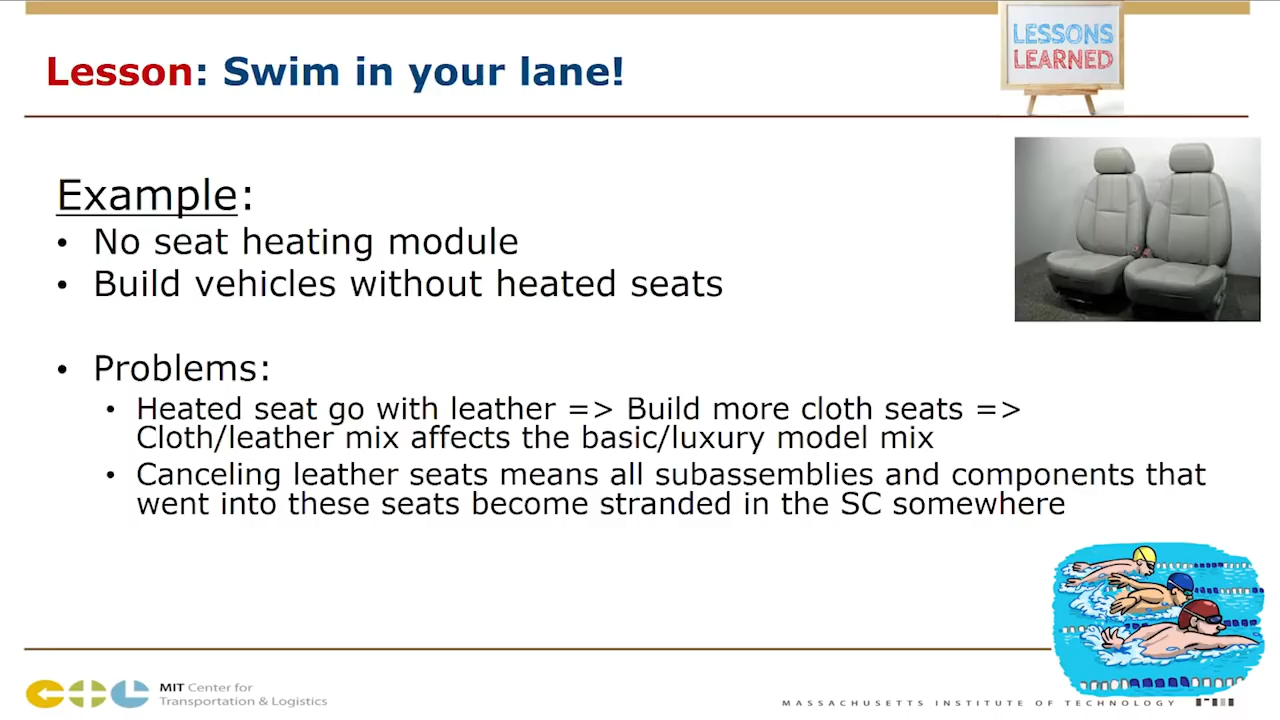 Lesson: Swim in your lane!
LESSONS
LEARNED
Example:
• No seat heating module
• Build vehicles without heated seats
• Problems:
• Heated seat go with leather => Build more cloth seats =>
Cloth/leather mix affects the basic/luxury model mix
• Canceling leather seats means all subassemblies and components that
went into these seats become stranded in the SC somewhere
MIT Center for
Transportation & Logistics
MASSACHUSETTS INSTITUTE OF TECHNOLOGY